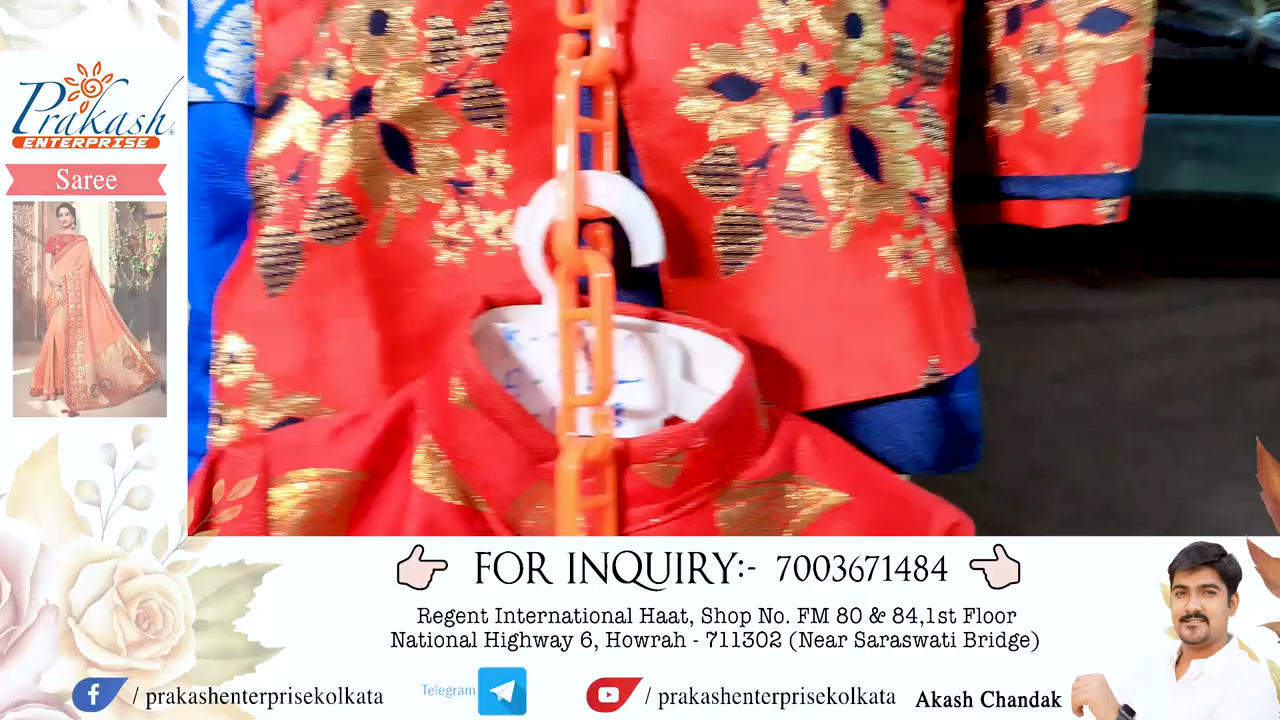 Prakash
ENTERPRISE
Saree
FOR INQUIRY:- 7003671484
Regent International Haat, Shop No. FM 80 & 84,1st Floor
National Highway 6, Howrah - 711302 (Near Saraswati Bridge)
/ prakashenterprisekolkata
Telegram
/ prakashenterprisekolkata
Akash Chandak